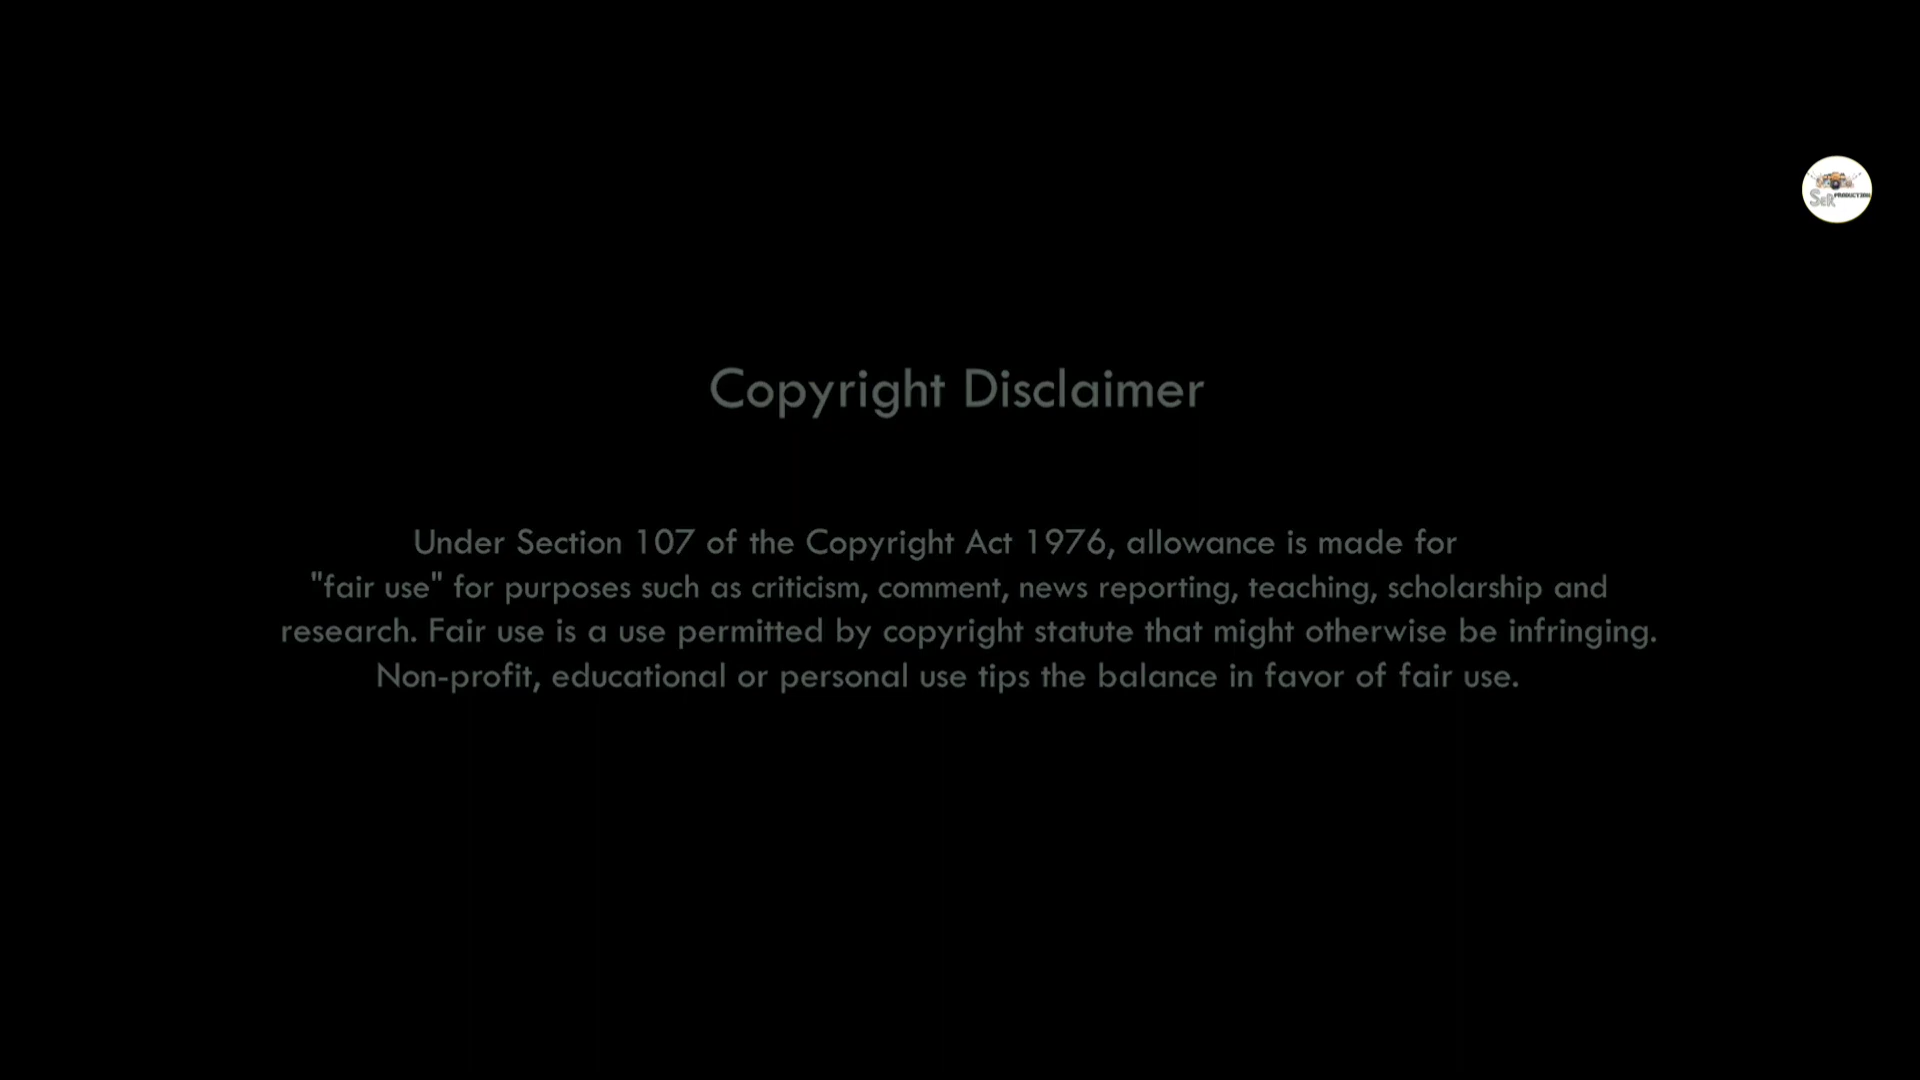 Copyright Disclaimer
Under Section 107 of the Copyright Act 1976, allowance is made for
"fair use" for purposes such as criticism, comment, news reporting, teaching, scholarship and
research. Fair use is a use permitted by copyright statute that might otherwise be infringing.
Non-profit, educational or personal use tips the balance in favor of fair use.
SeR PRODUCTION